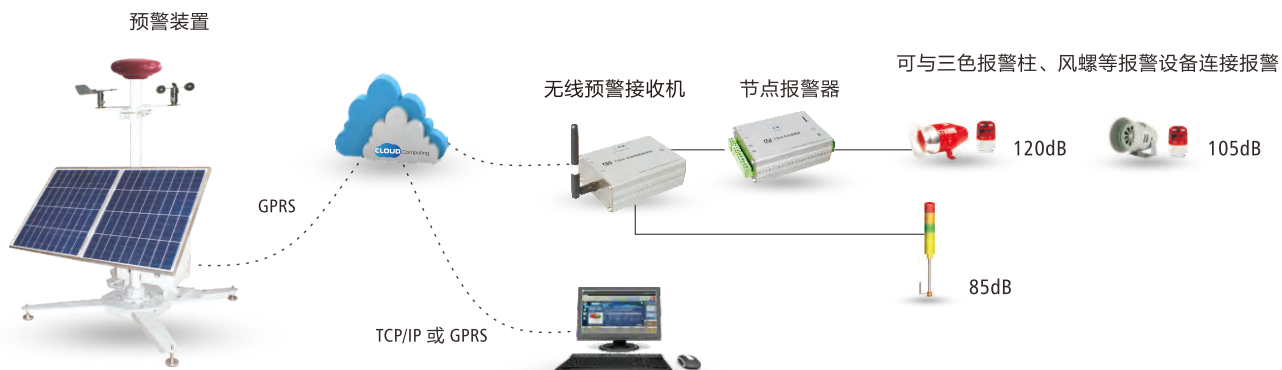 预警装置
可与三色报警柱、风螺等报警设备连接报警
无线预警接收机
节点报警器
CLOUD computing
120dB
105dB
GPRS
85dB
TCP/IP 或 GPRS